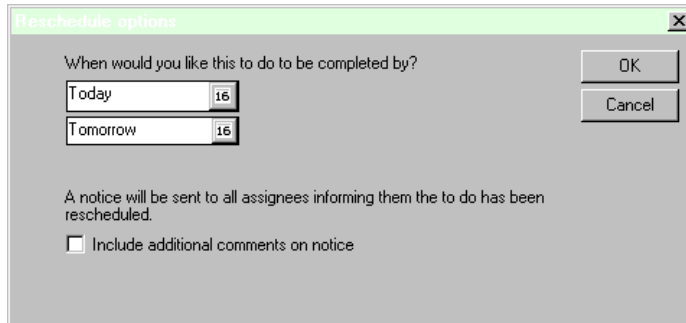 Reschedule options
When would you like this to do to be completed by?
OK
Today
16
Cancel
Tomorrow
16
A notice will be sent to all assignees informing them the to do has been
rescheduled.
Include additional comments on notice